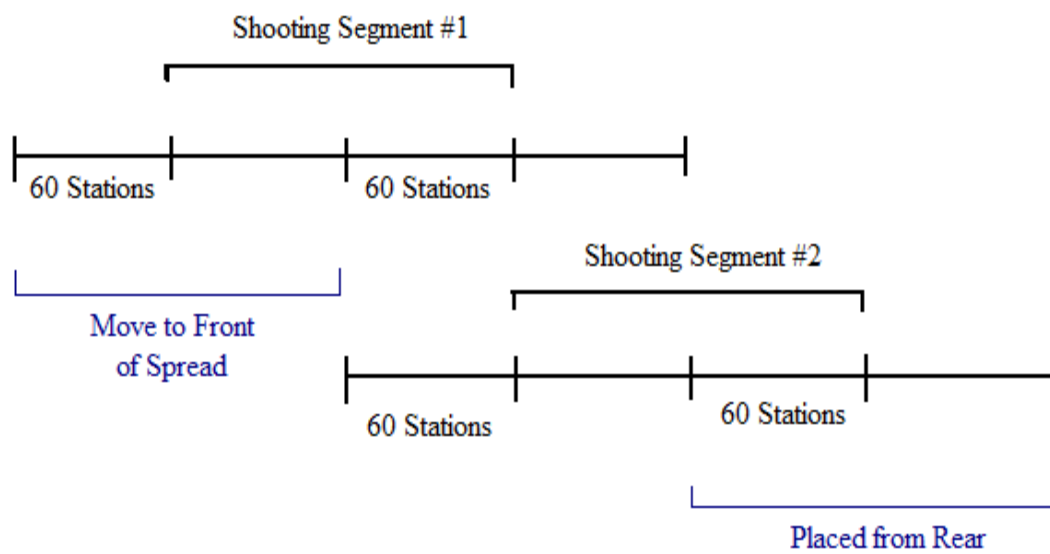 Shooting Segment #1
60 Stations
60 Stations
Shooting Segment #2
Move to Front
of Spread
60 Stations
60 Stations
Placed from Rear